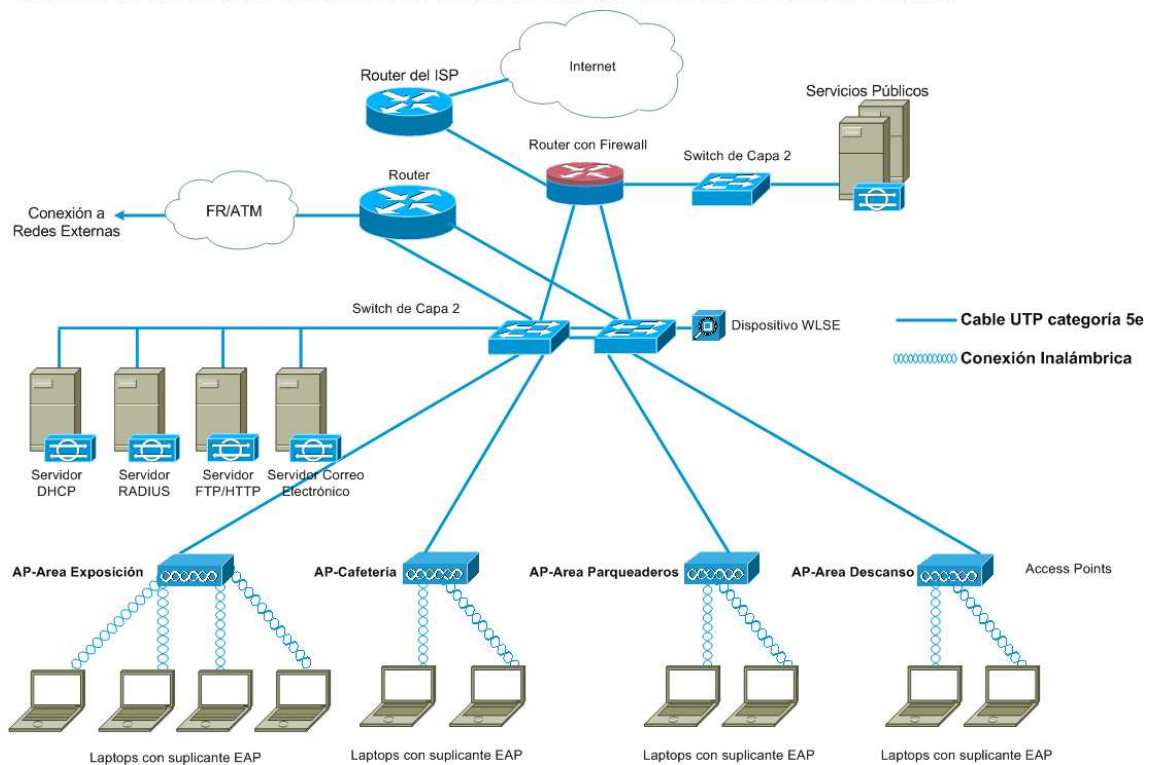 Internet
Router del ISP
Servicios Públicos
Router con Firewall
Switch de Capa 2
Router
FR/ATM
Conexión a
Redes Externas
Switch de Capa 2
Dispositivo WLSE
Cable UTP categoría 5e
Conexión Inalámbrica
Servidor
DHCP
Servidor
RADIUS
Servidor
FTP/HTTP
Servidor Correo
Electrónico
AP-Area Exposición
AP-Cafetería
AP-Area Parqueaderos
AP-Area Descanso
Access Points
Laptops con suplicante EAP
Laptops con suplicante EAP
Laptops con suplicante EAP
Laptops con suplicante EAP